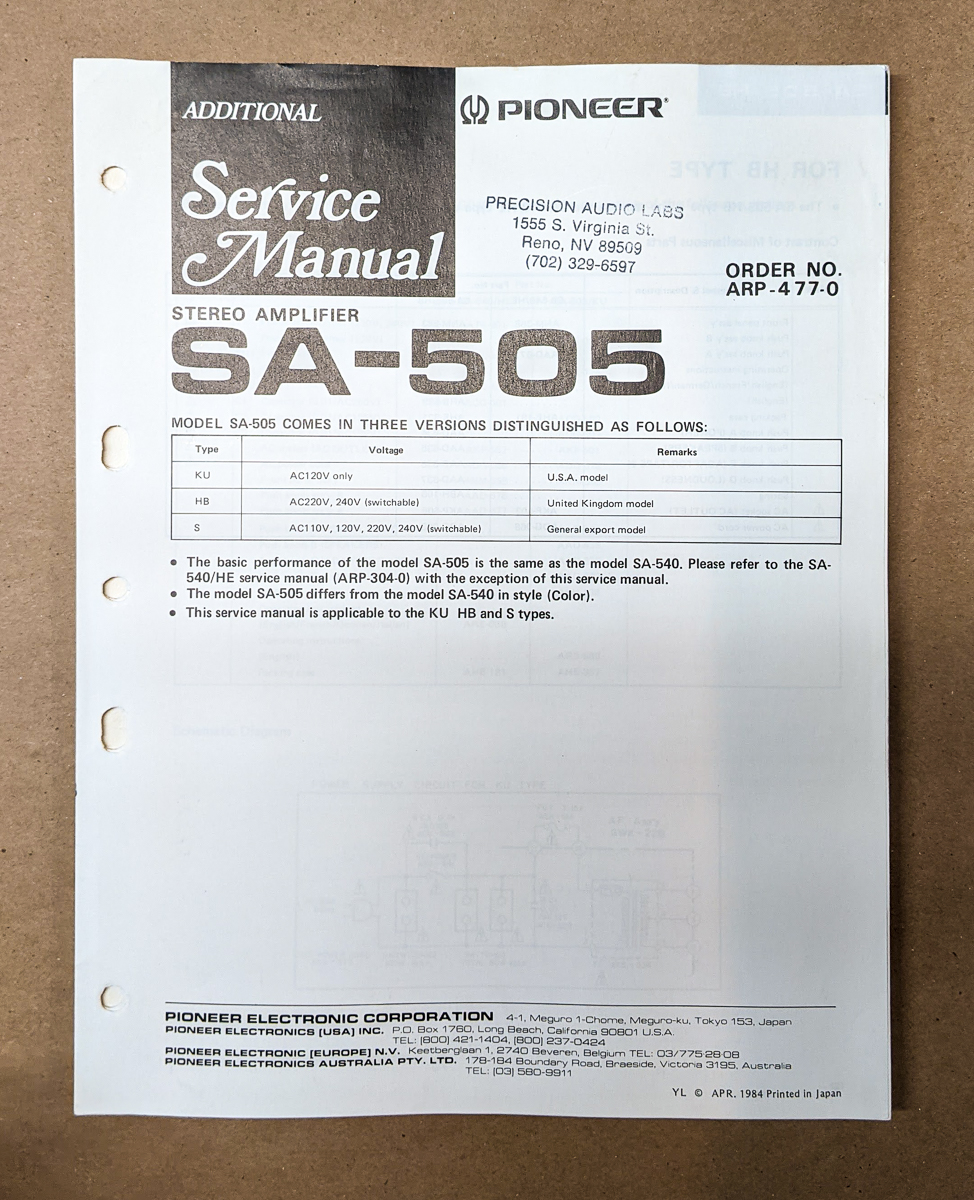 ADDITIONAL
Service
Manual
PIONEER®
PRECISION AUDIO LABS
1555 S. Virginia St.
Reno, NV 89509
(702) 329-6597
ORDER NO.
ARP-477-0
STEREO AMPLIFIER
SA-505
MODEL SA-505 COMES IN THREE VERSIONS DISTINGUISHED AS FOLLOWS:
Type Voltage Remarks
KU AC120V only U.S.A. model
HB AC220V, 240V (switchable) United Kingdom model
S AC110V, 120V, 220V, 240V (switchable) General export model
● The basic performance of the model SA-505 is the same as the model SA-540. Please refer to the SA-
540/HE service manual (ARP-304-0) with the exception of this service manual.
● The model SA-505 differs from the model SA-540 in style (Color).
● This service manual is applicable to the KU HB and S types.
PIONEER ELECTRONIC CORPORATION 4-1, Meguro 1-Chome, Meguro-ku, Tokyo 153, Japan
PIONEER ELECTRONICS [USA] INC. P.O. Box 1760, Long Beach, California 90801 U.S.A.
TEL: [800] 421-1404, [800] 237-0424
PIONEER ELECTRONIC [EUROPE] N.V. Keetberglaan 1, 2740 Beveren, Belgium TEL: 03/775·28·08
PIONEER ELECTRONICS AUSTRALIA PTY. LTD. 178-184 Boundary Road, Braeside, Victoria 3195, Australia
TEL: [03] 580-9911
YL © APR. 1984 Printed in Japan